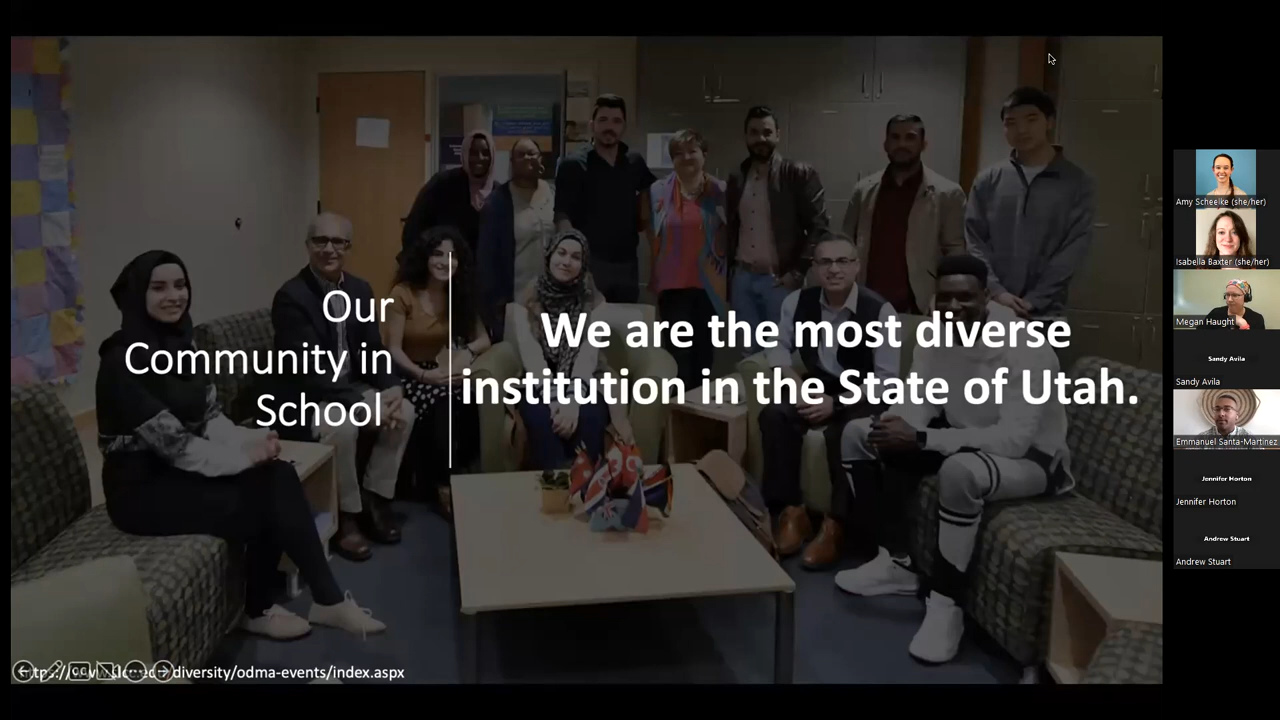 Our
Community in
School
We are the most diverse
institution in the State of Utah.
diversity/odma-events/index.aspx
Amy Scheelke (she/her)
Isabella Baxter (she/her)
Megan Haught
Sandy Avila
Sandy Avila
Emmanuel Santa-Martinez
Jennifer Horton
Jennifer Horton
Andrew Stuart
Andrew Stuart